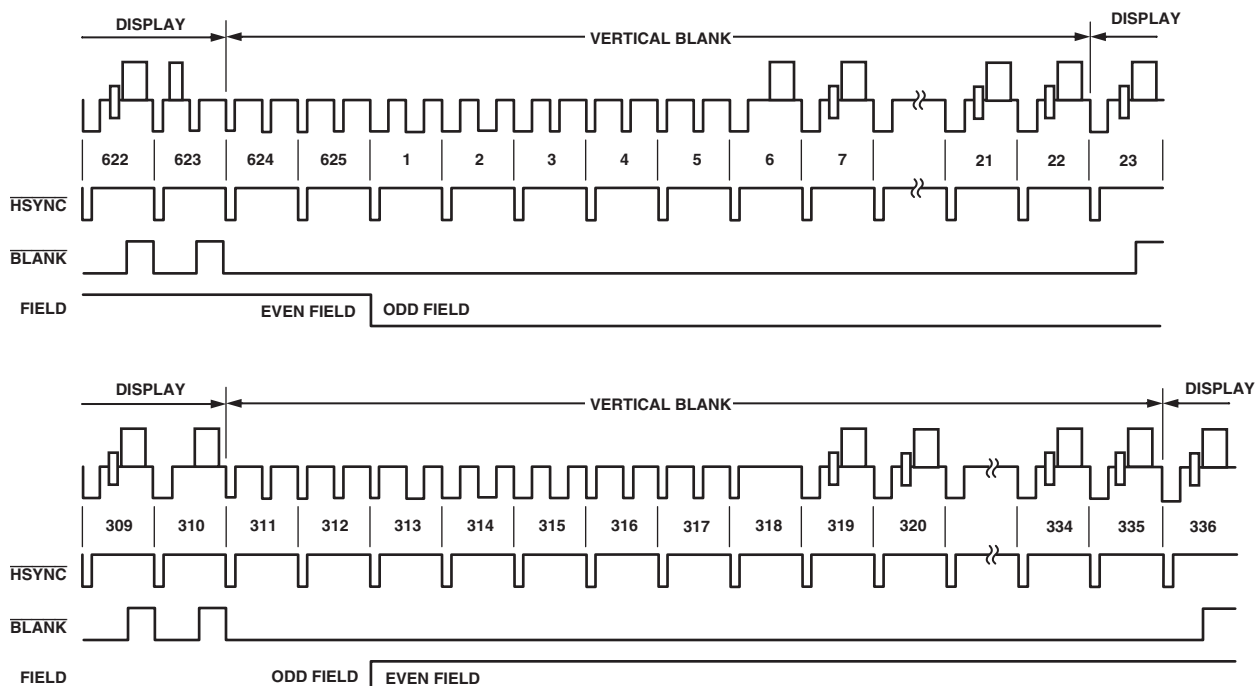 DISPLAY VERTICAL BLANK DISPLAY
622 623 624 625 1 2 3 4 5 6 7 21 22 23
HSYNC
BLANK
FIELD EVEN FIELD ODD FIELD
DISPLAY VERTICAL BLANK DISPLAY
309 310 311 312 313 314 315 316 317 318 319 320 334 335 336
HSYNC
BLANK
FIELD ODD FIELD EVEN FIELD